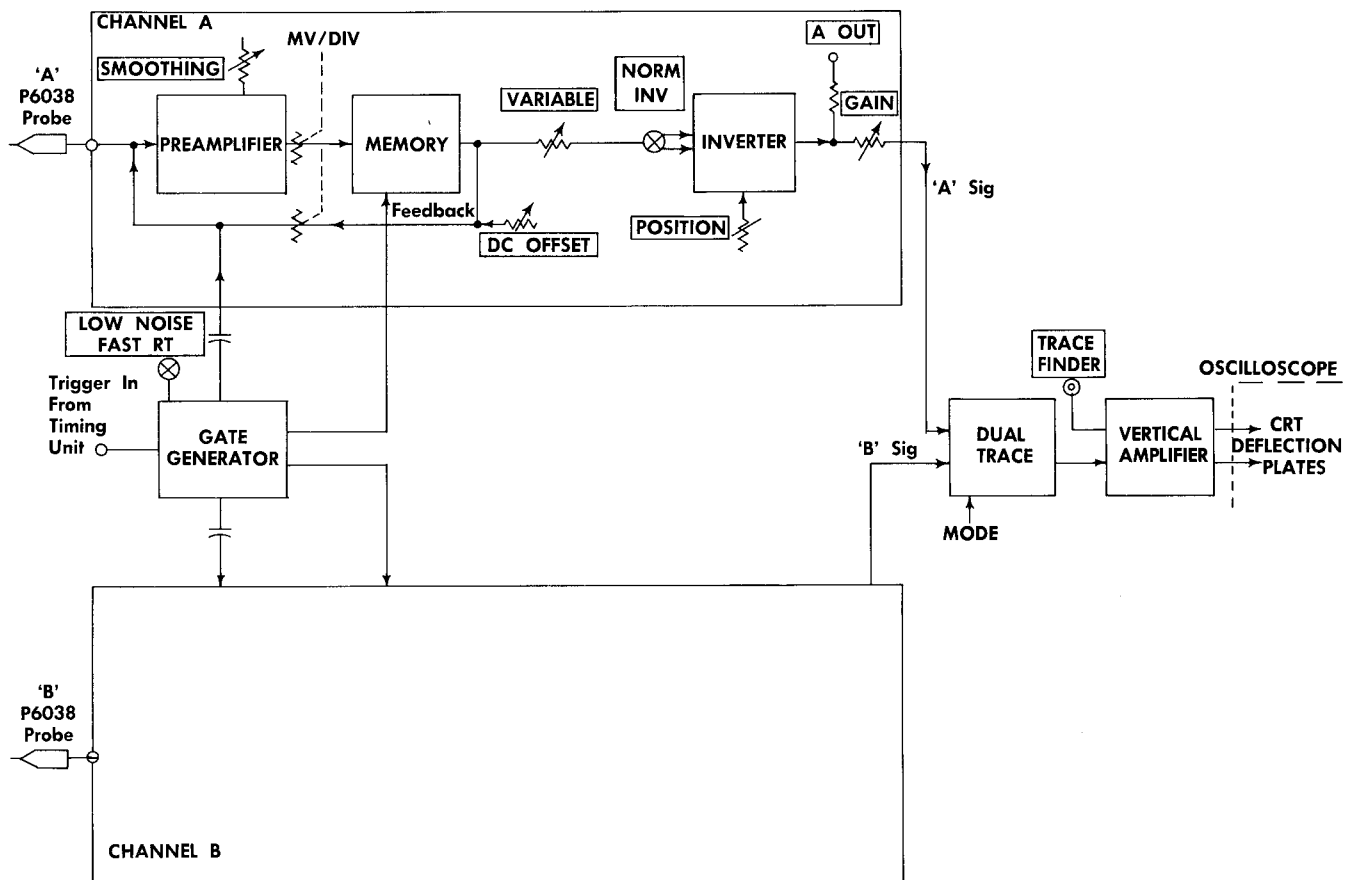 CHANNEL A
'A'
P6038
Probe
SMOOTHING
MV/DIV
PREAMPLIFIER
MEMORY
VARIABLE
NORM
INV
INVERTER
A OUT
GAIN
'A' Sig
Feedback
DC OFFSET
POSITION
LOW NOISE
FAST RT
Trigger In
From
Timing
Unit
GATE
GENERATOR
'B' Sig
DUAL
TRACE
MODE
TRACE
FINDER
VERTICAL
AMPLIFIER
OSCILLOSCOPE
CRT
DEFLECTION
PLATES
'B'
P6038
Probe
CHANNEL B